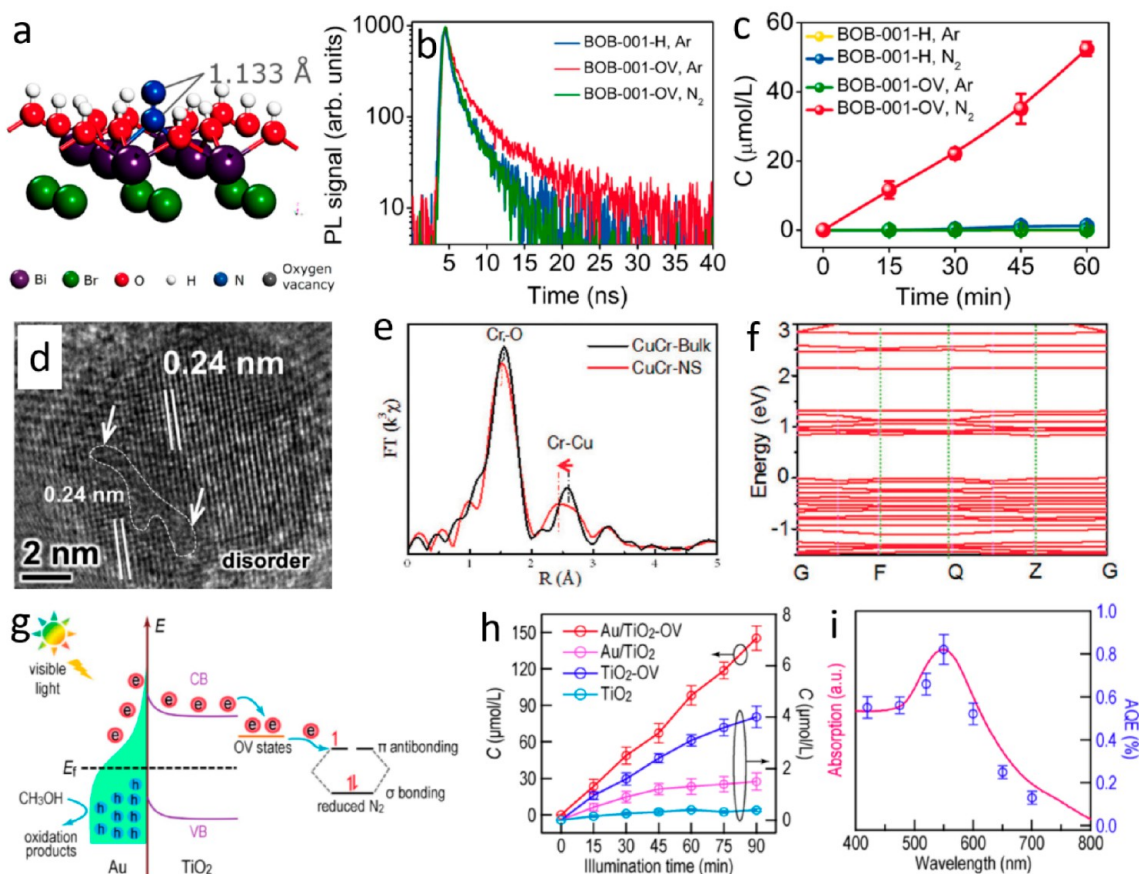 a
1.133 Å
Bi
Br
O
H
N
Oxygen
vacancy
b
PL signal (arb. units)
1000
100
10
BOB-001-H, Ar
BOB-001-OV, Ar
BOB-001-OV, N₂
5 10 15 20 25 30 35 40
Time (ns)
c
C (μmol/L)
60
40
20
0
BOB-001-H, Ar
BOB-001-H, N₂
BOB-001-OV, Ar
BOB-001-OV, N₂
0 15 30 45 60
Time (min)
d
0.24 nm
0.24 nm
2 nm
disorder
e
FT (k³χ)
Cr-O
CuCr-Bulk
CuCr-NS
Cr-Cu
0 1 2 3 4 5
R (Å)
f
Energy (eV)
3
2
1
0
-1
G F Q Z G
g
visible
light
E
CB
e e e e e e e e e
OV states
π antibonding
σ bonding
reduced N₂
Ef
CH₃OH
oxidation
products
h h h h h h h h h
VB
Au
TiO₂
h
C (μmol/L)
150
120
90
60
30
0
Au/TiO₂-OV
Au/TiO₂
TiO₂-OV
TiO₂
8
6
4
2
0
C (μmol/L)
0 15 30 45 60 75 90
Illumination time (min)
i
Absorption (a.u.)
1.0
0.8
0.6
0.4
0.2
0.0
AQE (%)
400 500 600 700 800
Wavelength (nm)